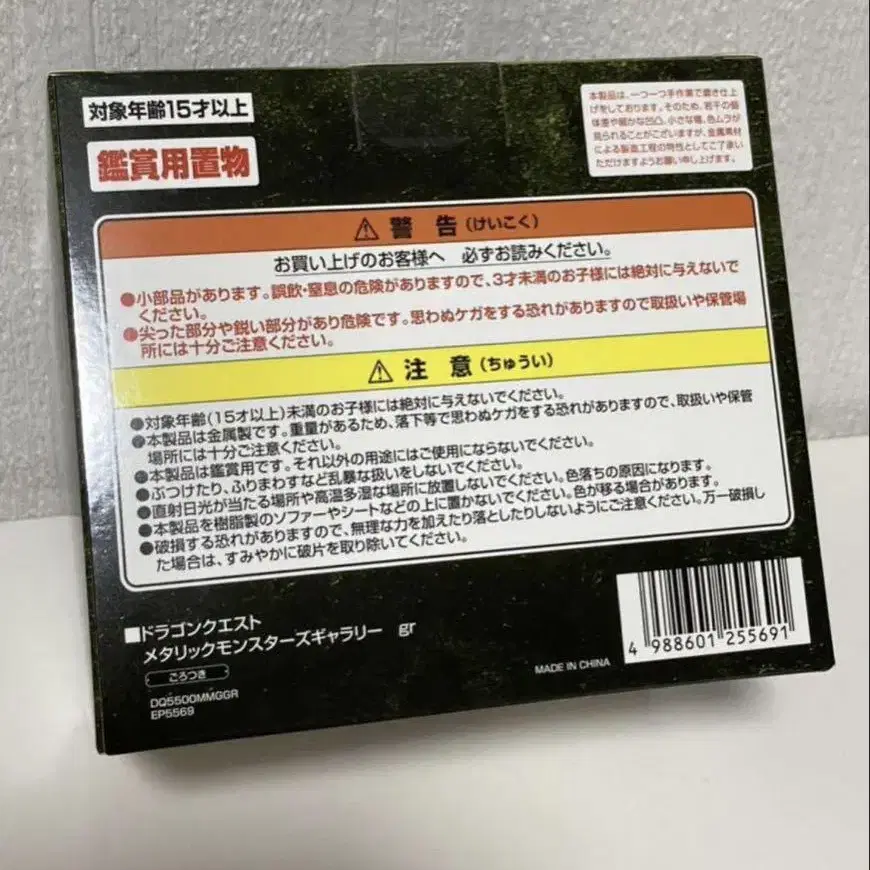 対象年齢15才以上
鑑賞用置物
本製品は、一つ一つ手作業で磨き仕上
げをしております。そのため、若干の個
体差や細かな凹凸、小さな傷、色ムラが
見られることがございますが、金属素材
による製造工程の特性としてご了承い
ただけますようお願い申し上げます。
⚠警 告(けいこく)
お買い上げのお客様へ 必ずお読みください。
●小部品があります。誤飲・窒息の危険がありますので、3才未満のお子様には絶対に与えないで
ください。
●尖った部分や鋭い部分があり危険です。思わぬケガをする恐れがありますので取扱いや保管場
所には十分ご注意ください。
⚠注 意(ちゅうい)
●対象年齢(15才以上)未満のお子様には絶対に与えないでください。
●本製品は金属製です。重量があるため、落下等で思わぬケガをする恐れがありますので、取扱いや保管
場所には十分ご注意ください。
●本製品は鑑賞用です。それ以外の用途にはご使用にならないでください。
●ぶつけたり、ふりまわすなど乱暴な扱いをしないでください。
●直射日光が当たる場所や高温多湿な場所に放置しないでください。色落ちの原因になります。
●本製品を樹脂製のソファーやシートなどの上に置かないでください。色が移る場合があります。
●破損する恐れがありますので、無理な力を加えたり落としたりしないようにご注意ください。万一破損し
た場合は、すみやかに破片を取り除いてください。
■ドラゴンクエスト
メタリックモンスターズギャラリー gr
ごろつき
DQ5500MMGGR
EP5569
MADE IN CHINA
4 988601 255691